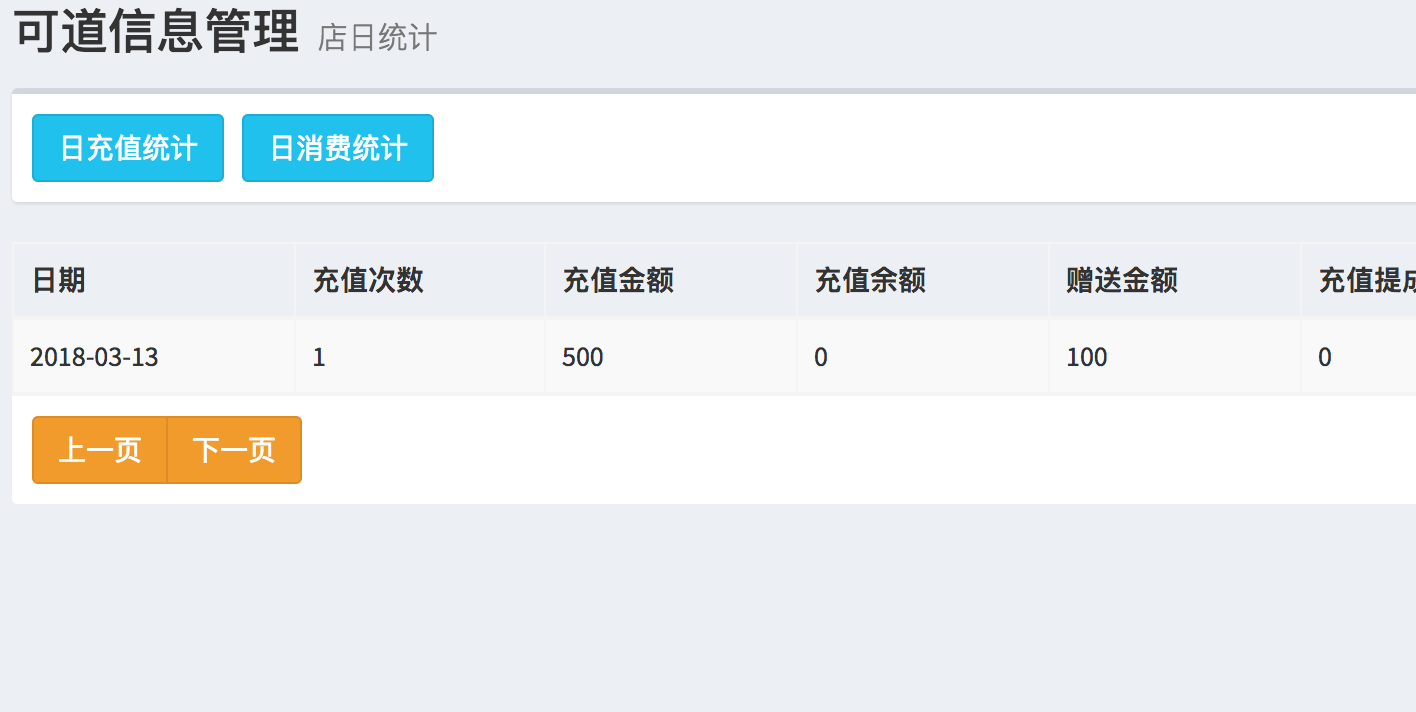 可道信息管理 店日统计
日充值统计 日消费统计
日期 充值次数 充值金额 充值余额 赠送金额 充值提成
2018-03-13 1 500 0 100 0
上一页 下一页